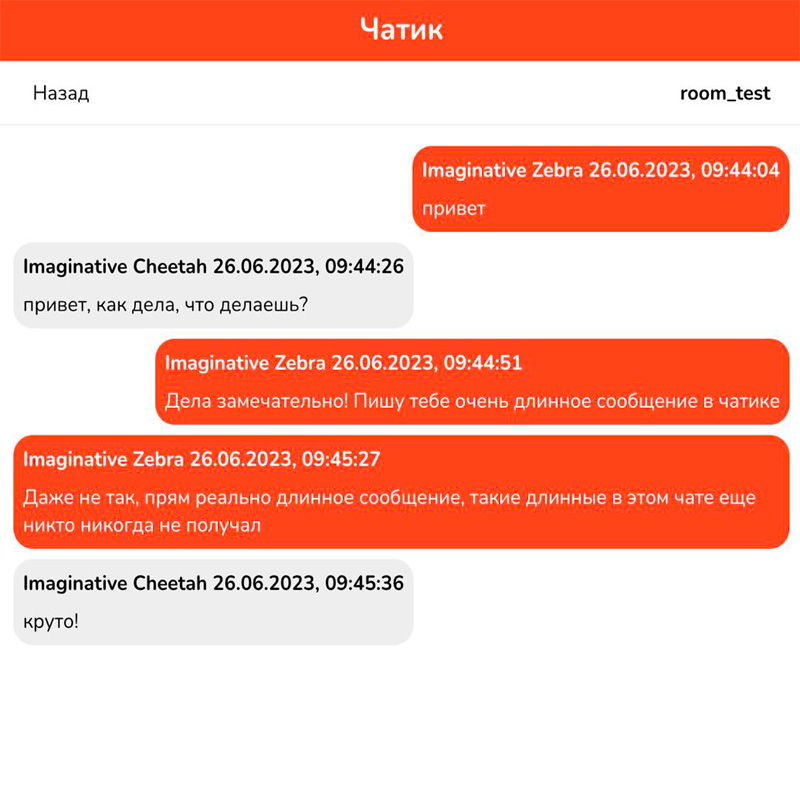 Чатик
Назад
room_test
Imaginative Zebra 26.06.2023, 09:44:04
привет
Imaginative Cheetah 26.06.2023, 09:44:26
привет, как дела, что делаешь?
Imaginative Zebra 26.06.2023, 09:44:51
Дела замечательно! Пишу тебе очень длинное сообщение в чатике
Imaginative Zebra 26.06.2023, 09:45:27
Даже не так, прям реально длинное сообщение, такие длинные в этом чате еще
никто никогда не получал
Imaginative Cheetah 26.06.2023, 09:45:36
круто!